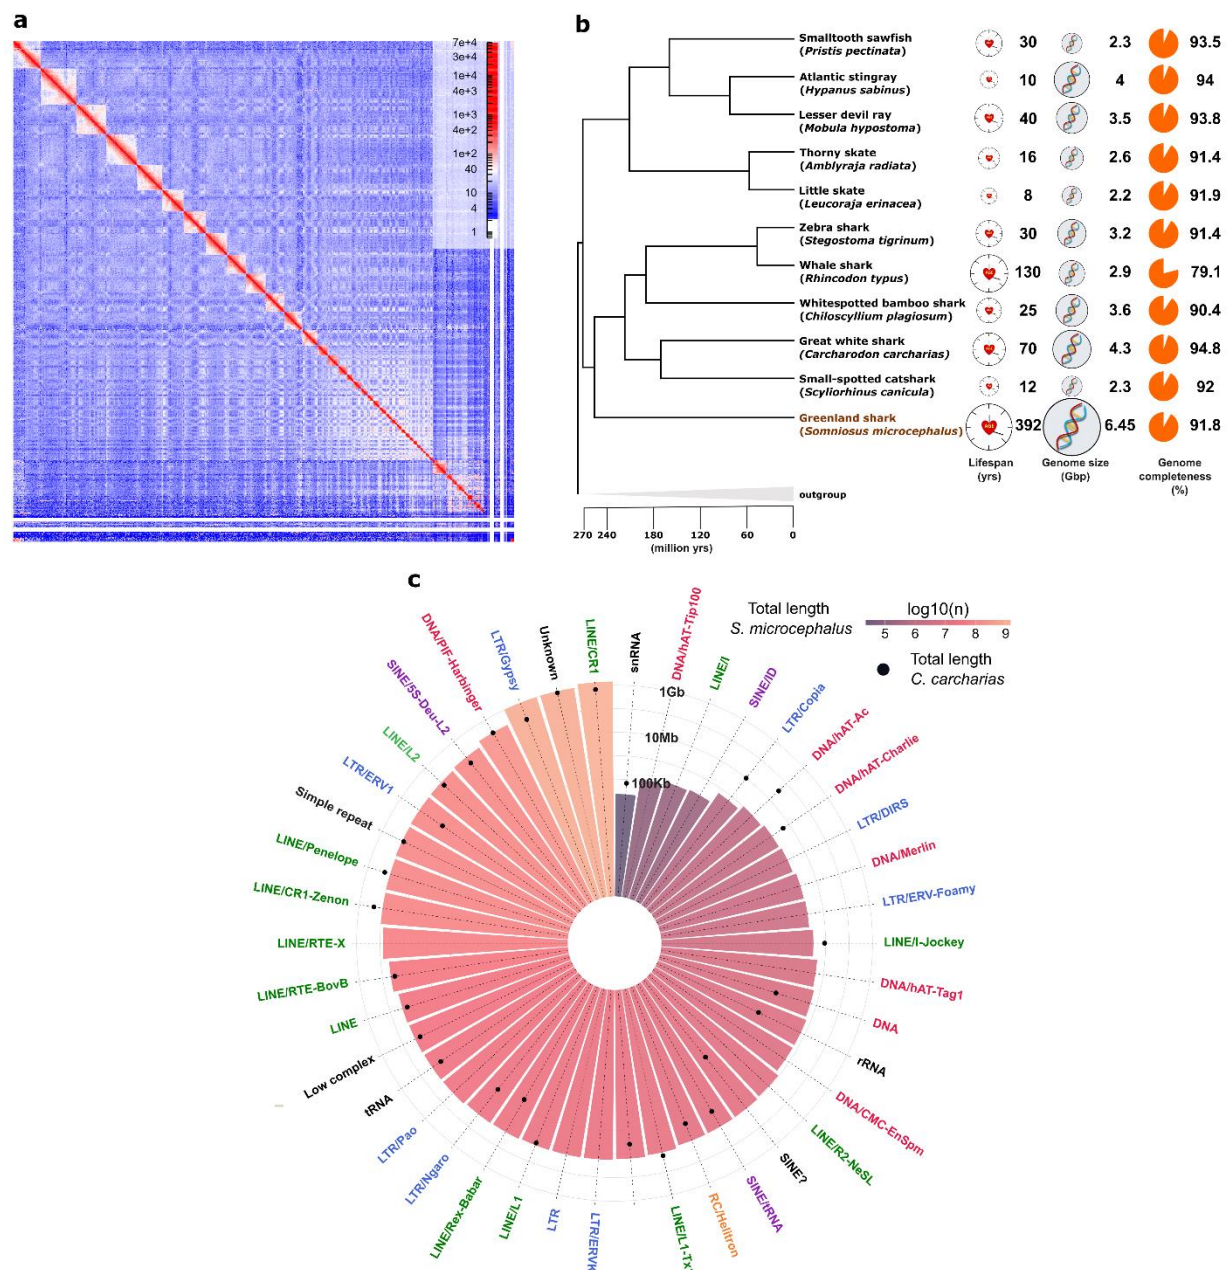 a
7e+4
3e+4
1e+4
4e+3
1e+3
4e+2
1e+2
40
10
4
1
b
Smalltooth sawfish
(Pristis pectinata)
30
2.3
93.5
Atlantic stingray
(Hypanus sabinus)
10
4
94
Lesser devil ray
(Mobula hypostoma)
40
3.5
93.8
Thorny skate
(Amblyraja radiata)
16
2.6
91.4
Little skate
(Leucoraja erinacea)
8
2.2
91.9
Zebra shark
(Stegostoma tigrinum)
30
3.2
91.4
Whale shark
(Rhincodon typus)
130
2.9
79.1
Whitespotted bamboo shark
(Chiloscyllium plagiosum)
25
3.6
90.4
Great white shark
(Carcharodon carcharias)
70
4.3
94.8
Small-spotted catshark
(Scyliorhinus canicula)
12
2.3
92
Greenland shark
(Somniosus microcephalus)
392
6.45
91.8
Lifespan
(yrs)
Genome size
(Gbp)
Genome
completeness
(%)
outgroup
270 240 180 120 60 0
(million yrs)
c
Total length
S. microcephalus
log10(n)
5 6 7 8 9
Total length
C. carcharias
1Gb
10Mb
100Kb
snRNA
DNA/hAT-Tip100
LINE/I
SINE/ID
LTR/Copia
DNA/hAT-Ac
DNA/hAT-Charlie
LTR/DIRS
DNA/Merlin
LTR/ERV-Foamy
LINE/I-Jockey
DNA/hAT-Tag1
DNA
rRNA
DNA/CMC-EnSpm
LINE/R2-NeSL
SINE?
SINE/tRNA
RC/Helitron
LINE/L1-Tx
LTR/ERVK
LTR
LINE/L1
LINE/Rex-Babar
LTR/Ngaro
LTR/Pao
tRNA
Low complex
LINE
LINE/RTE-BovB
LINE/RTE-X
LINE/CR1-Zenon
LINE/Penelope
Simple repeat
LTR/ERV1
LINE/L2
SINE/5S-Deu-L2
DNA/PIF-Harbinger
LTR/Gypsy
Unknown
LINE/CR1